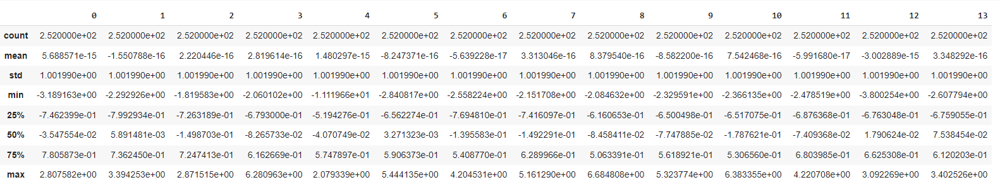 0 1 2 3 4 5 6 7 8 9 10 11 12 13
count 2.520000e+02 2.520000e+02 2.520000e+02 2.520000e+02 2.520000e+02 2.520000e+02 2.520000e+02 2.520000e+02 2.520000e+02 2.520000e+02 2.520000e+02 2.520000e+02 2.520000e+02 2.520000e+02
mean 5.688571e-15 -1.550788e-16 2.220446e-16 2.819614e-16 1.480297e-15 -8.247371e-16 -5.639228e-17 3.313046e-16 8.379540e-16 -8.582200e-16 7.542468e-16 -5.991680e-17 -3.002889e-15 3.348292e-16
std 1.001990e+00 1.001990e+00 1.001990e+00 1.001990e+00 1.001990e+00 1.001990e+00 1.001990e+00 1.001990e+00 1.001990e+00 1.001990e+00 1.001990e+00 1.001990e+00 1.001990e+00 1.001990e+00
min -3.189163e+00 -2.292926e+00 -1.819583e+00 -2.060102e+00 -1.111966e+01 -2.840817e+00 -2.558224e+00 -2.151708e+00 -2.084632e+00 -2.329591e+00 -2.366135e+00 -2.478519e+00 -3.800254e+00 -2.607794e+00
25% -7.462399e-01 -7.992934e-01 -7.263189e-01 -6.793000e-01 -5.194276e-01 -6.562274e-01 -7.694810e-01 -7.416097e-01 -6.160653e-01 -6.500498e-01 -6.517075e-01 -6.876368e-01 -6.763048e-01 -6.759055e-01
50% -3.547554e-02 5.891481e-03 -1.498703e-01 -8.265733e-02 -4.070749e-02 3.271323e-03 -1.395583e-01 -1.492291e-01 -8.458411e-02 -7.747885e-02 -1.787621e-01 -7.409368e-02 1.790624e-02 7.538454e-02
75% 7.805873e-01 7.362450e-01 7.247413e-01 6.162669e-01 5.747897e-01 5.906373e-01 5.408770e-01 6.289966e-01 5.063391e-01 5.618921e-01 5.306560e-01 6.803985e-01 6.625308e-01 6.120203e-01
max 2.807582e+00 3.394253e+00 2.871515e+00 6.280963e+00 2.079339e+00 5.444135e+00 4.204531e+00 5.161290e+00 6.684808e+00 5.323774e+00 6.383355e+00 4.220708e+00 3.092269e+00 3.402526e+00